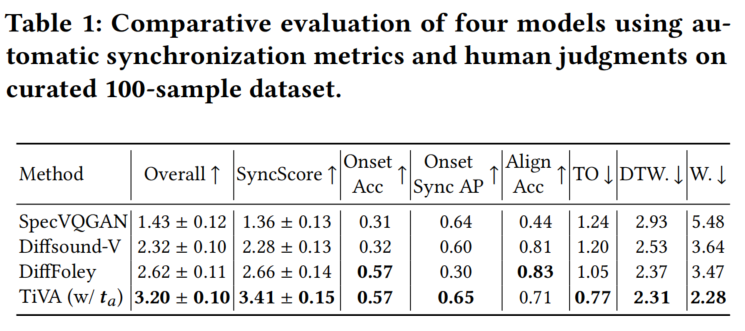 Table 1: Comparative evaluation of four models using au-
tomatic synchronization metrics and human judgments on
curated 100-sample dataset.
Method Overall ↑ SyncScore ↑ Onset Acc ↑ Onset Sync AP ↑ Align Acc ↑ TO ↓ DTW. ↓ W. ↓
SpecVQGAN 1.43 ± 0.12 1.36 ± 0.13 0.31 0.64 0.44 1.24 2.93 5.48
Diffsound-V 2.32 ± 0.10 2.28 ± 0.13 0.32 0.60 0.81 1.20 2.53 3.64
DiffFoley 2.62 ± 0.11 2.66 ± 0.14 0.57 0.30 0.83 1.05 2.37 3.47
TiVA (w/ tₐ) 3.20 ± 0.10 3.41 ± 0.15 0.57 0.65 0.71 0.77 2.31 2.28